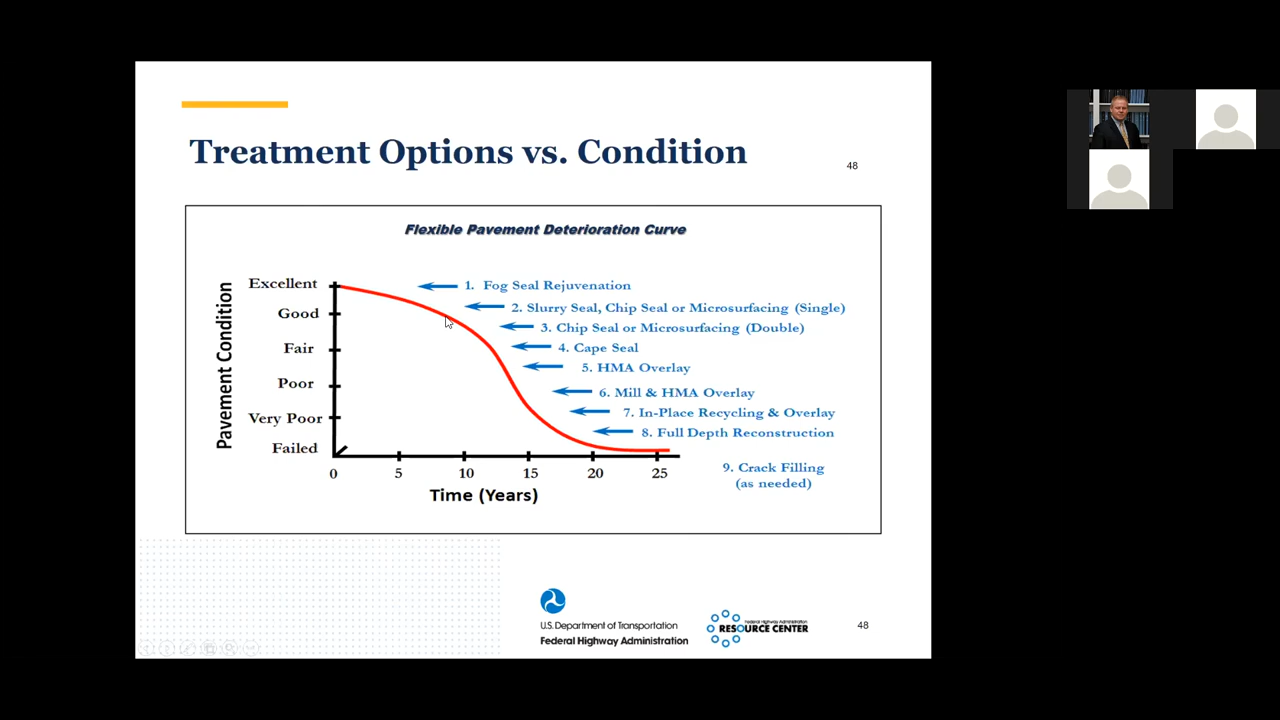 Treatment Options vs. Condition
48
Flexible Pavement Deterioration Curve
Pavement Condition
Excellent
Good
Fair
Poor
Very Poor
Failed
1. Fog Seal Rejuvenation
2. Slurry Seal, Chip Seal or Microsurfacing (Single)
3. Chip Seal or Microsurfacing (Double)
4. Cape Seal
5. HMA Overlay
6. Mill & HMA Overlay
7. In-Place Recycling & Overlay
8. Full Depth Reconstruction
9. Crack Filling
(as needed)
0 5 10 15 20 25
Time (Years)
U.S. Department of Transportation
Federal Highway Administration
Federal Highway Administration
RESOURCE CENTER
48